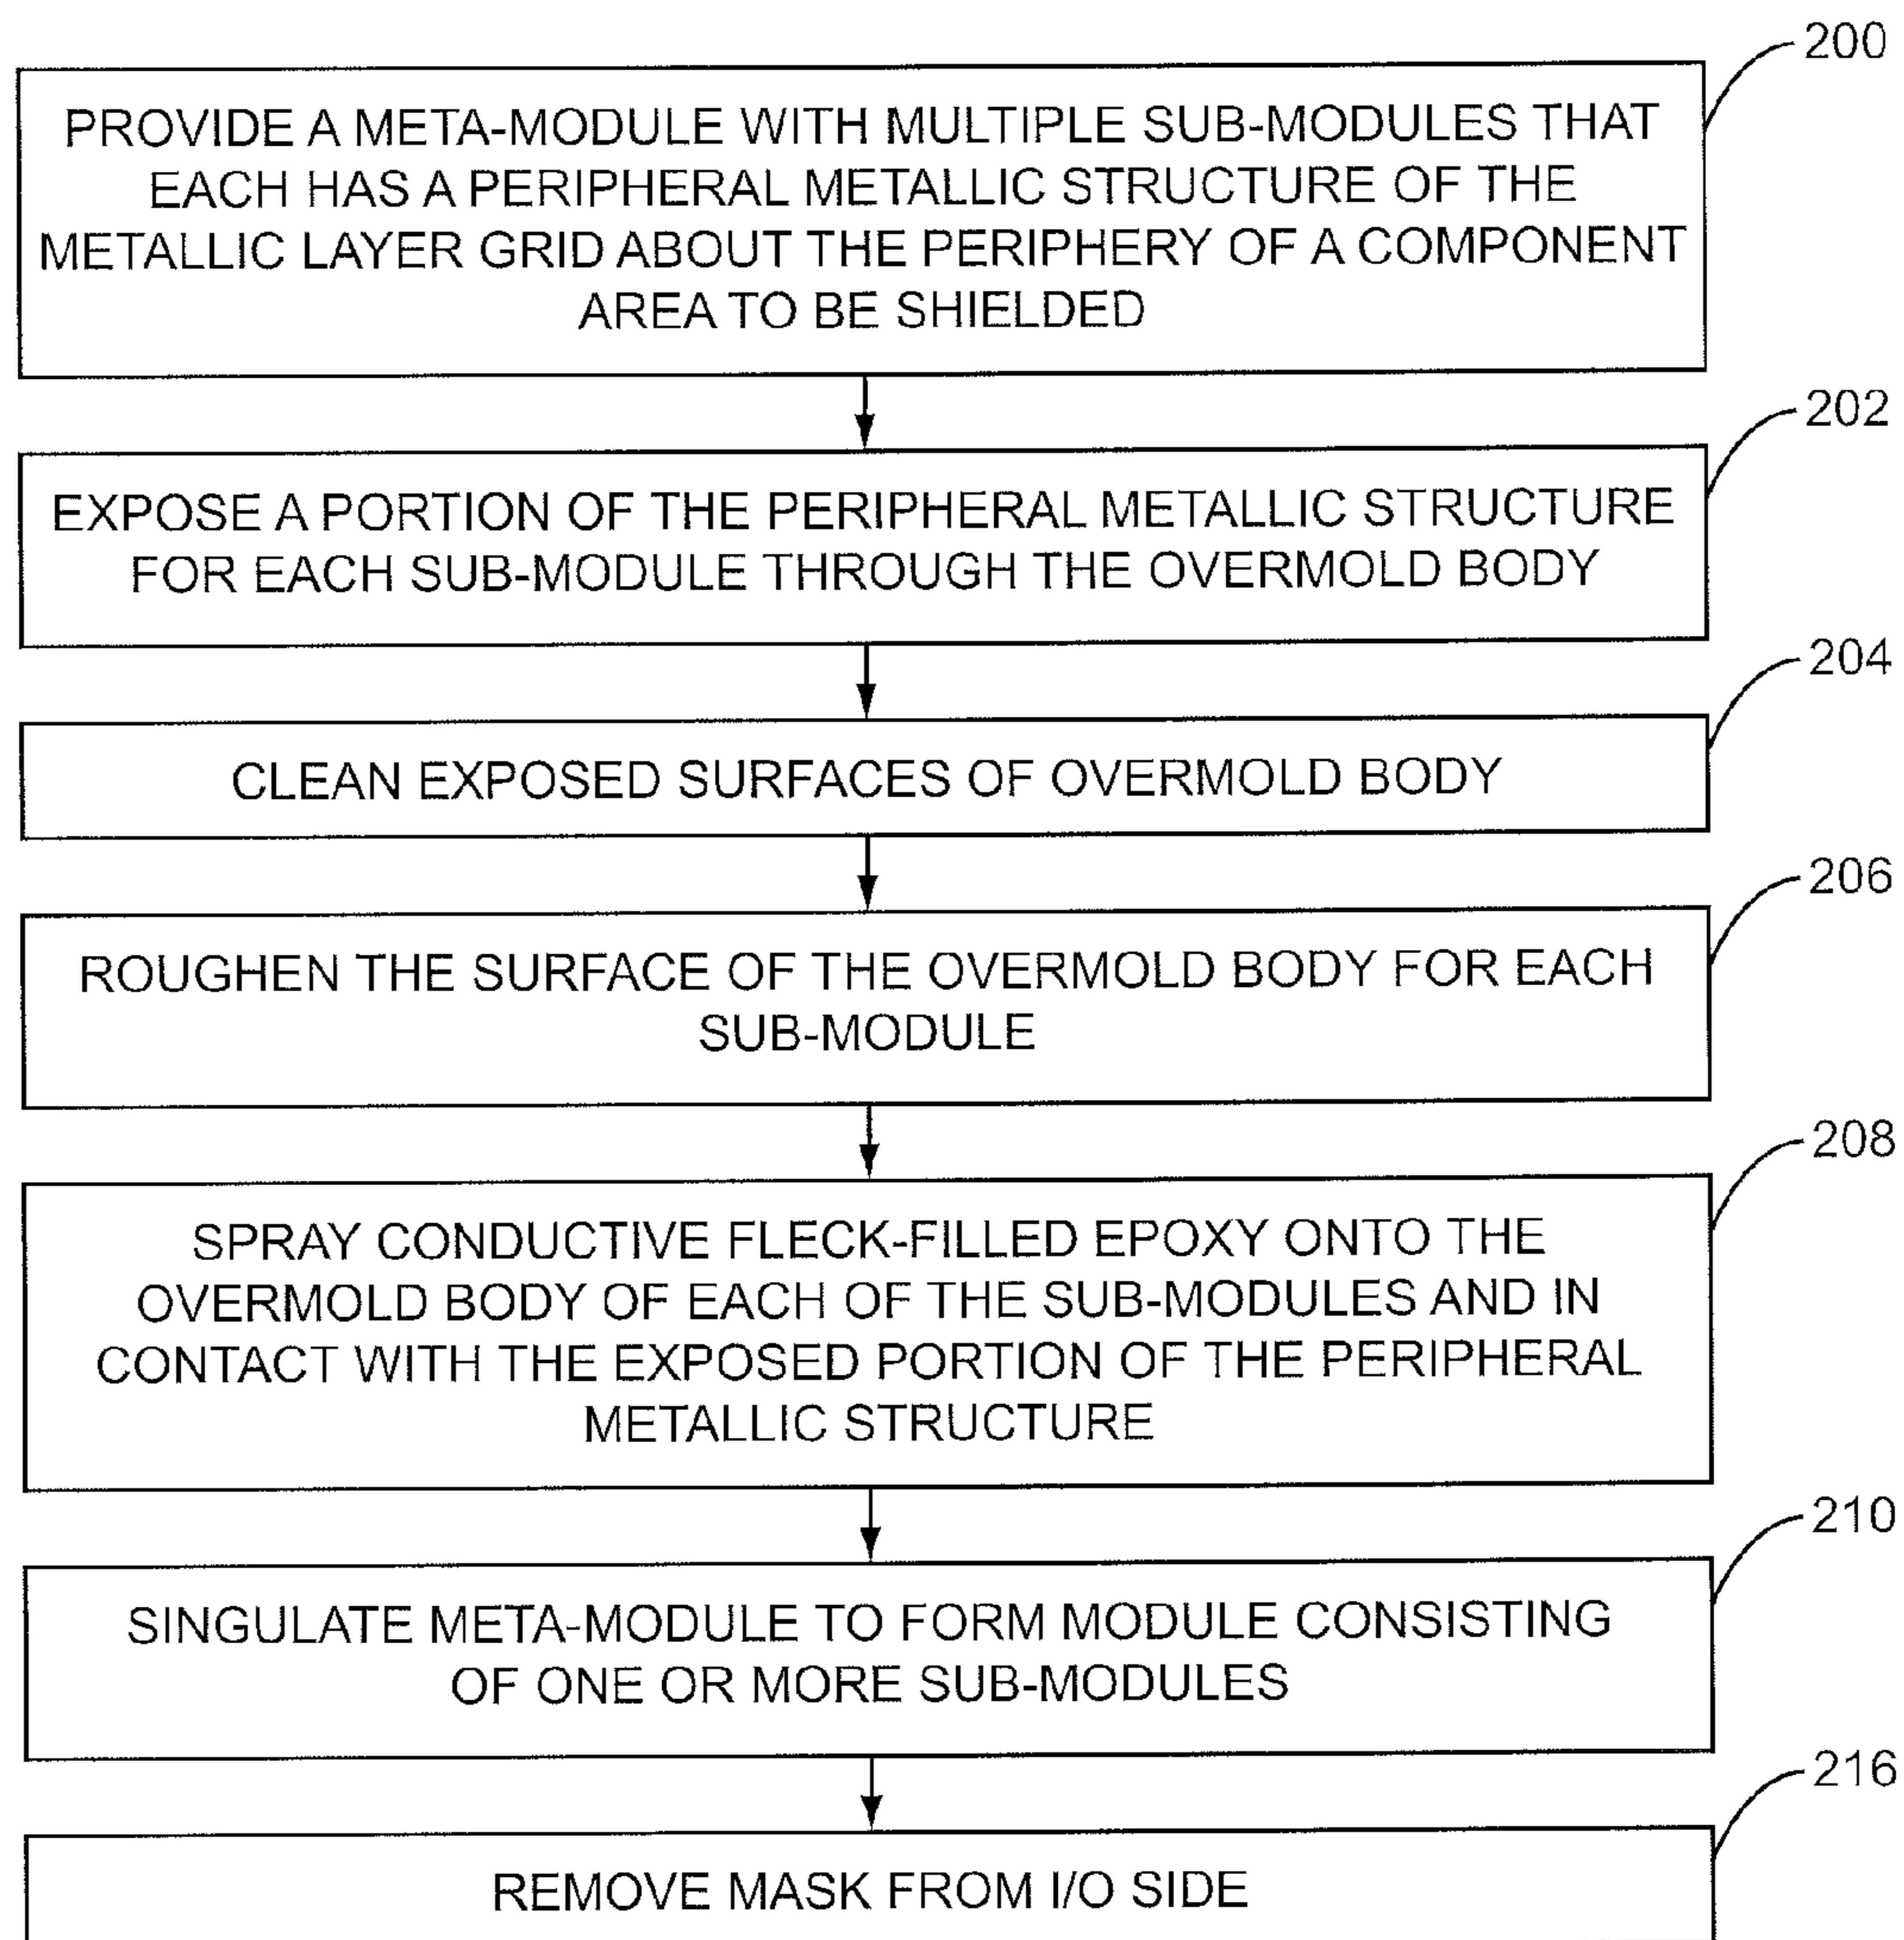 200
PROVIDE A META-MODULE WITH MULTIPLE SUB-MODULES THAT
EACH HAS A PERIPHERAL METALLIC STRUCTURE OF THE
METALLIC LAYER GRID ABOUT THE PERIPHERY OF A COMPONENT
AREA TO BE SHIELDED
202
EXPOSE A PORTION OF THE PERIPHERAL METALLIC STRUCTURE
FOR EACH SUB-MODULE THROUGH THE OVERMOLD BODY
204
CLEAN EXPOSED SURFACES OF OVERMOLD BODY
206
ROUGHEN THE SURFACE OF THE OVERMOLD BODY FOR EACH
SUB-MODULE
208
SPRAY CONDUCTIVE FLECK-FILLED EPOXY ONTO THE
OVERMOLD BODY OF EACH OF THE SUB-MODULES AND IN
CONTACT WITH THE EXPOSED PORTION OF THE PERIPHERAL
METALLIC STRUCTURE
210
SINGULATE META-MODULE TO FORM MODULE CONSISTING
OF ONE OR MORE SUB-MODULES
216
REMOVE MASK FROM I/O SIDE